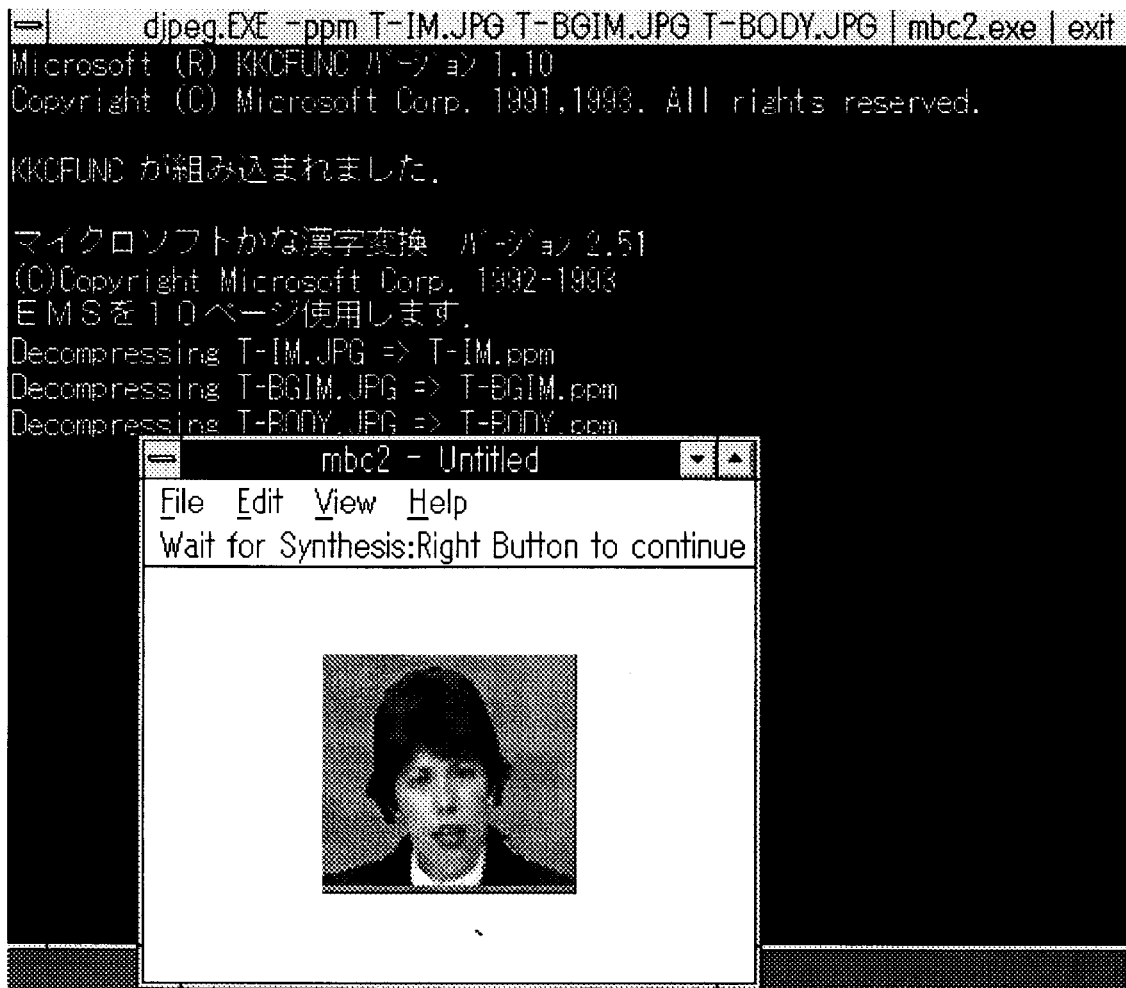 djpeg.EXE -ppm T-IM.JPG T-BGIM.JPG T-BODY.JPG | mbc2.exe | exit
Microsoft (R) KKCFUNC ﾊﾞｰｼﾞｮﾝ 1.10
Copyright (C) Microsoft Corp. 1991,1993. All rights reserved.
KKCFUNC が組み込まれました.
マイクロソフトかな漢字変換 ﾊﾞｰｼﾞｮﾝ 2.51
(C)Copyright Microsoft Corp. 1992-1993
ＥＭＳを１０ページ使用します.
Decompressing T-IM.JPG => T-IM.ppm
Decompressing T-BGIM.JPG => T-BGIM.ppm
Decompressing T-BODY.JPG => T-BODY.ppm
mbc2 - Untitled
File Edit View Help
Wait for Synthesis:Right Button to continue